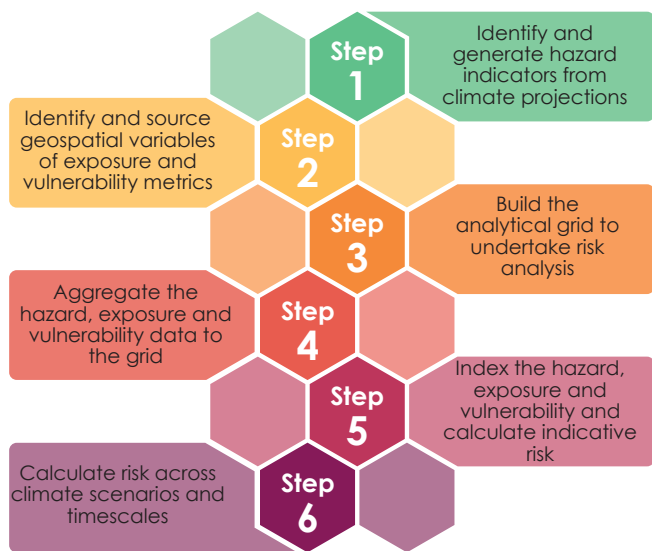 Step
1
Identify and
generate hazard
indicators from
climate projections
Step
2
Identify and source
geospatial variables
of exposure and
vulnerability metrics
Step
3
Build the
analytical grid to
undertake risk
analysis
Step
4
Aggregate the
hazard, exposure and
vulnerability data to
the grid
Step
5
Index the hazard,
exposure and
vulnerability and
calculate indicative
risk
Step
6
Calculate risk across
climate scenarios and
timescales